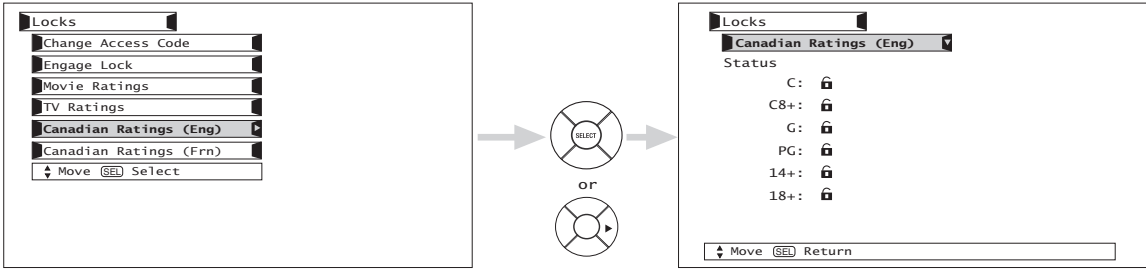 Locks
Change Access Code
Engage Lock
Movie Ratings
TV Ratings
Canadian Ratings (Eng)
Canadian Ratings (Frn)
Move SEL Select
SELECT
or
Locks
Canadian Ratings (Eng)
Status
C:
C8+:
G:
PG:
14+:
18+:
Move SEL Return